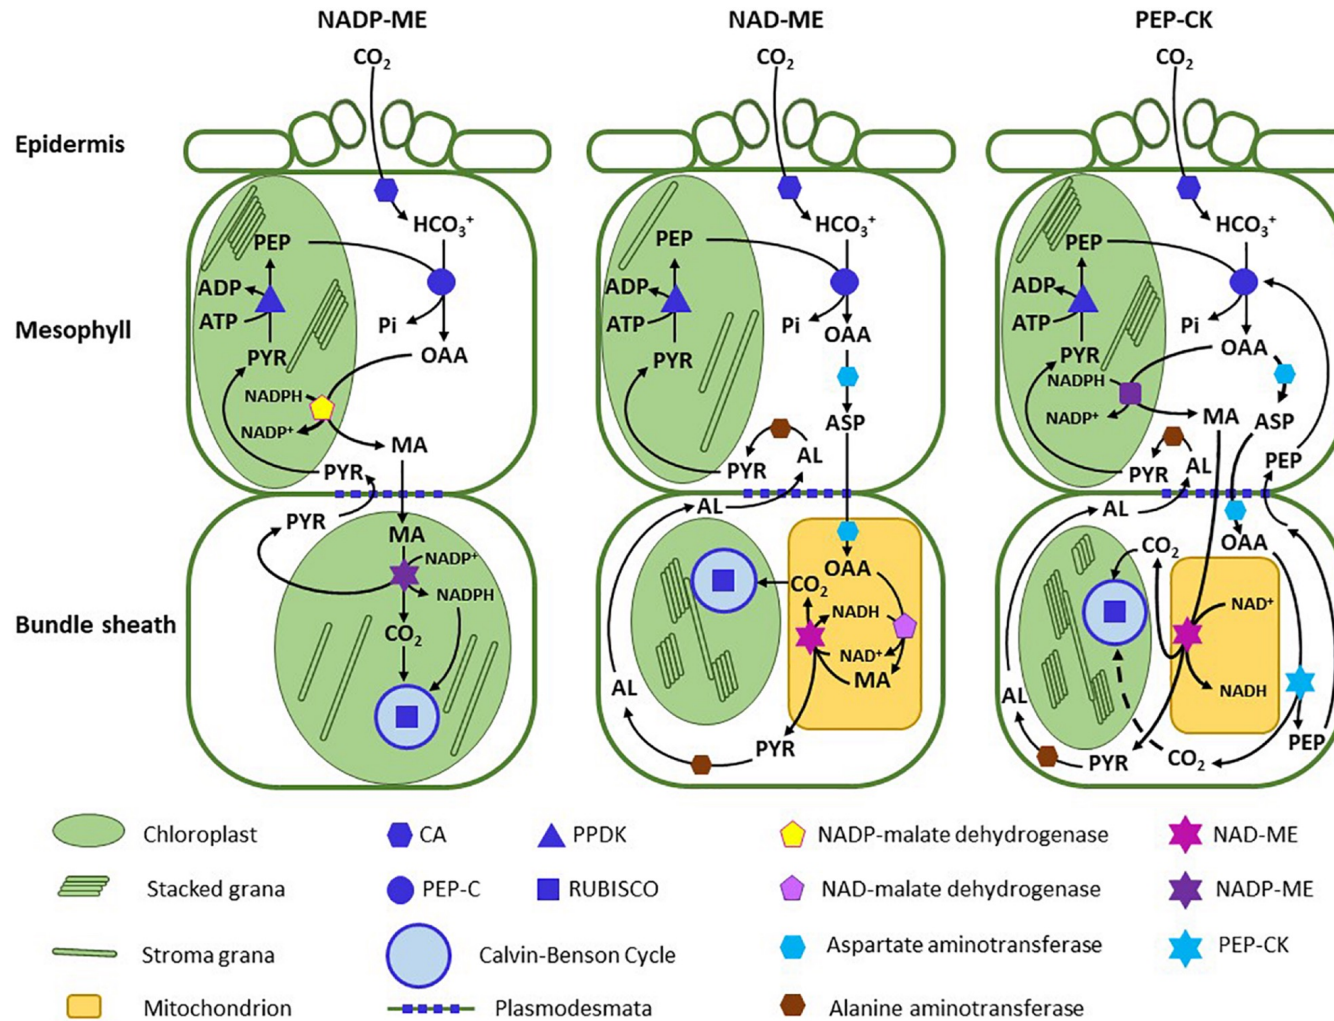 NADP-ME
NAD-ME
PEP-CK
CO2
CO2
CO2
Epidermis
Mesophyll
Bundle sheath
HCO3+
PEP
ADP
ATP
Pi
PYR
OAA
NADPH
NADP+
MA
PYR
PYR
MA
NADP+
NADPH
CO2
HCO3+
PEP
ADP
ATP
Pi
OAA
PYR
ASP
AL
PYR
AL
OAA
CO2
NADH
NAD+
MA
AL
PYR
HCO3+
PEP
ADP
ATP
Pi
PYR
OAA
NADPH
NADP+
MA
ASP
PEP
AL
PYR
AL
OAA
CO2
NAD+
NADH
AL
PYR
CO2
PEP
Chloroplast
CA
PPDK
NADP-malate dehydrogenase
NAD-ME
Stacked grana
PEP-C
RUBISCO
NAD-malate dehydrogenase
NADP-ME
Stroma grana
Calvin-Benson Cycle
Aspartate aminotransferase
PEP-CK
Mitochondrion
Plasmodesmata
Alanine aminotransferase